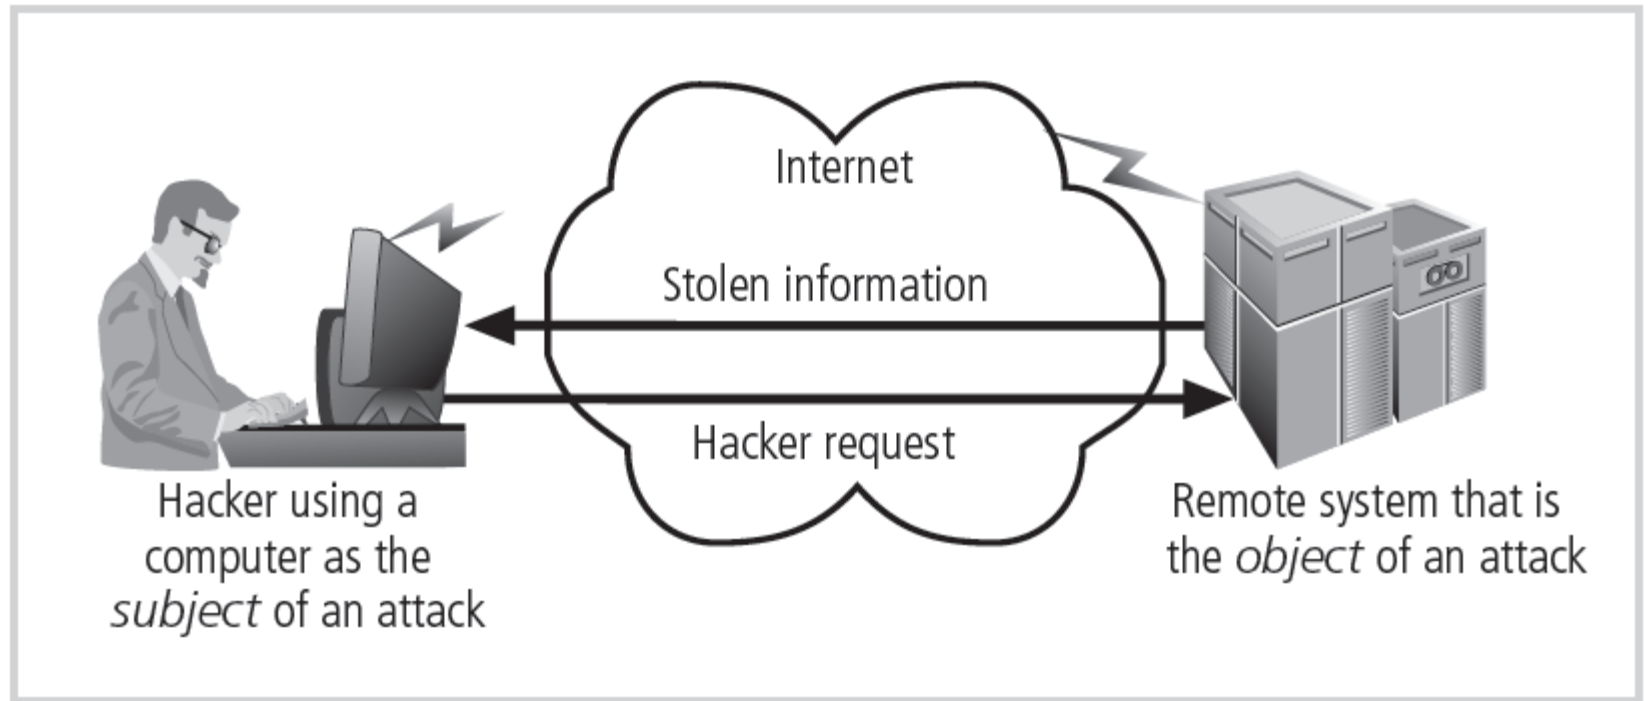 Internet
Stolen information
Hacker request
Hacker using a
computer as the
subject of an attack
Remote system that is
the object of an attack